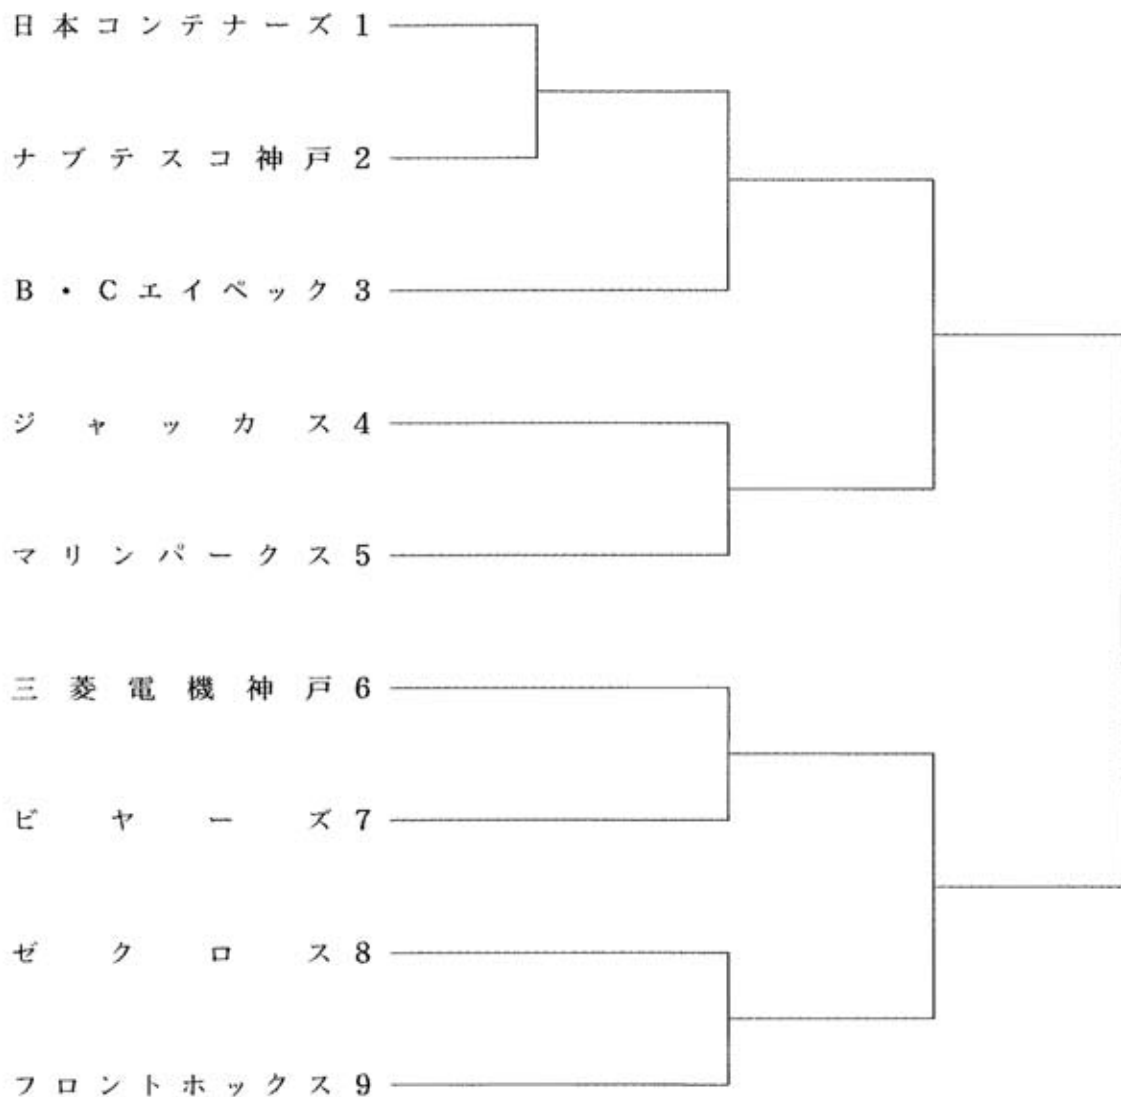 日本コンテナーズ 1
ナブテスコ神戸 2
B・Cエイペック 3
ジャッカス 4
マリンパークス 5
三菱電機神戸 6
ビヤーズ 7
ゼクロス 8
フロントホックス 9